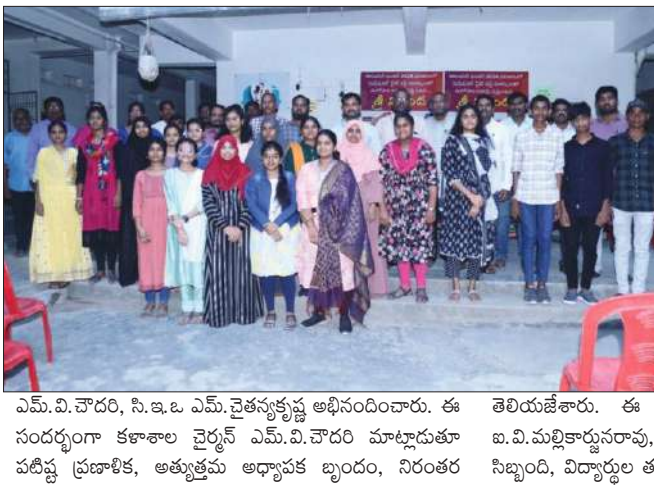 ఎమ్.వి.చౌదరి, సి.ఇ.ఒ ఎమ్.చైతన్యకృష్ణ అభినందించారు. ఈ
సందర్భంగా కళాశాల చైర్మన్ ఎమ్.వి.చౌదరి మాట్లాడుతూ
పటిష్ట ప్రణాళిక, అత్యుత్తమ అధ్యాపక బృందం, నిరంతర
తెలియజేశారు. ఈ
ఐ.వి.మల్లికార్జునరావు,
సిబ్బంది, విద్యార్థుల త